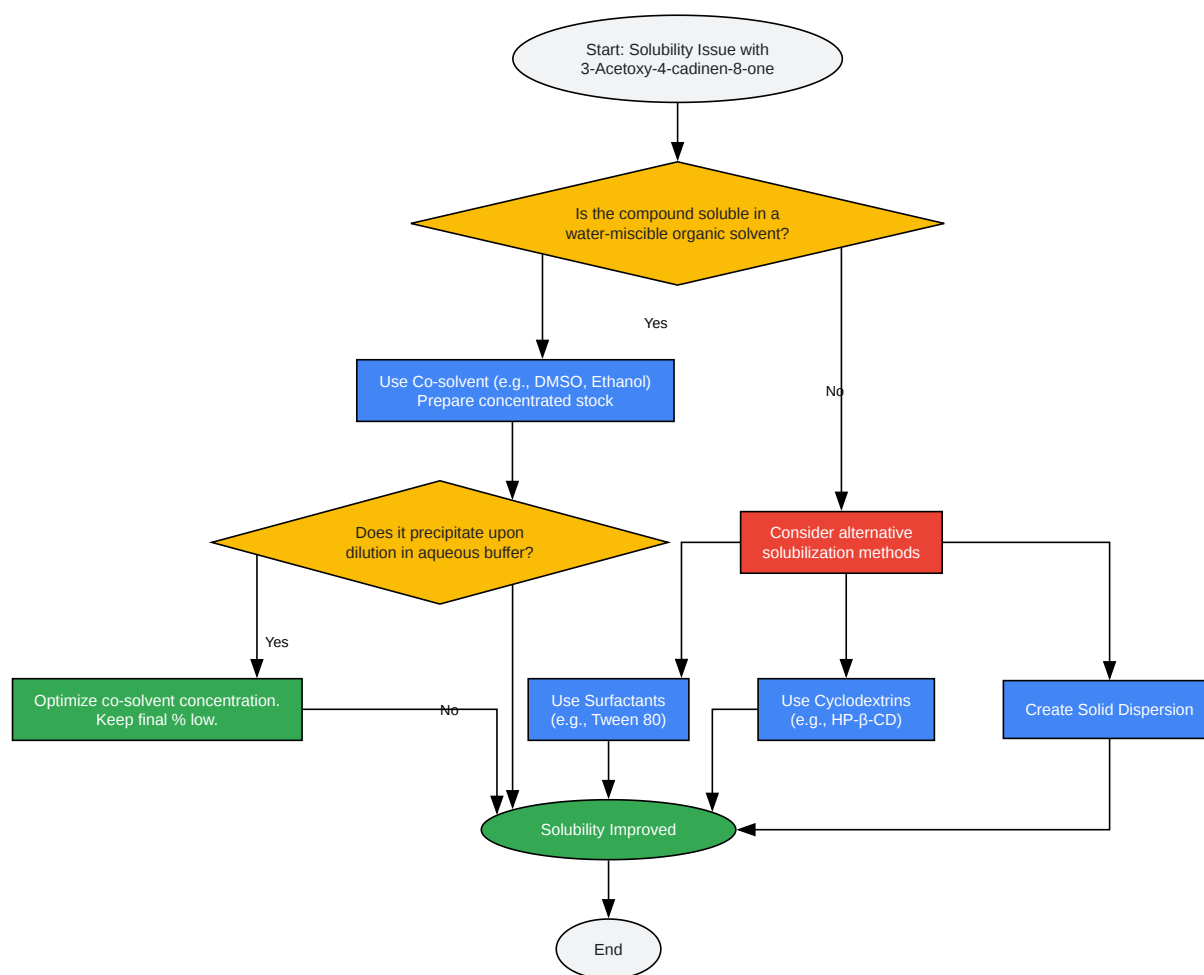 Start: Solubility Issue with
3-Acetoxy-4-cadinen-8-one
Is the compound soluble in a
water-miscible organic solvent?
Yes
Use Co-solvent (e.g., DMSO, Ethanol)
Prepare concentrated stock
No
Does it precipitate upon
dilution in aqueous buffer?
Consider alternative
solubilization methods
Yes
Optimize co-solvent concentration.
Keep final % low.
No
Use Surfactants
(e.g., Tween 80)
Use Cyclodextrins
(e.g., HP-β-CD)
Create Solid Dispersion
Solubility Improved
End